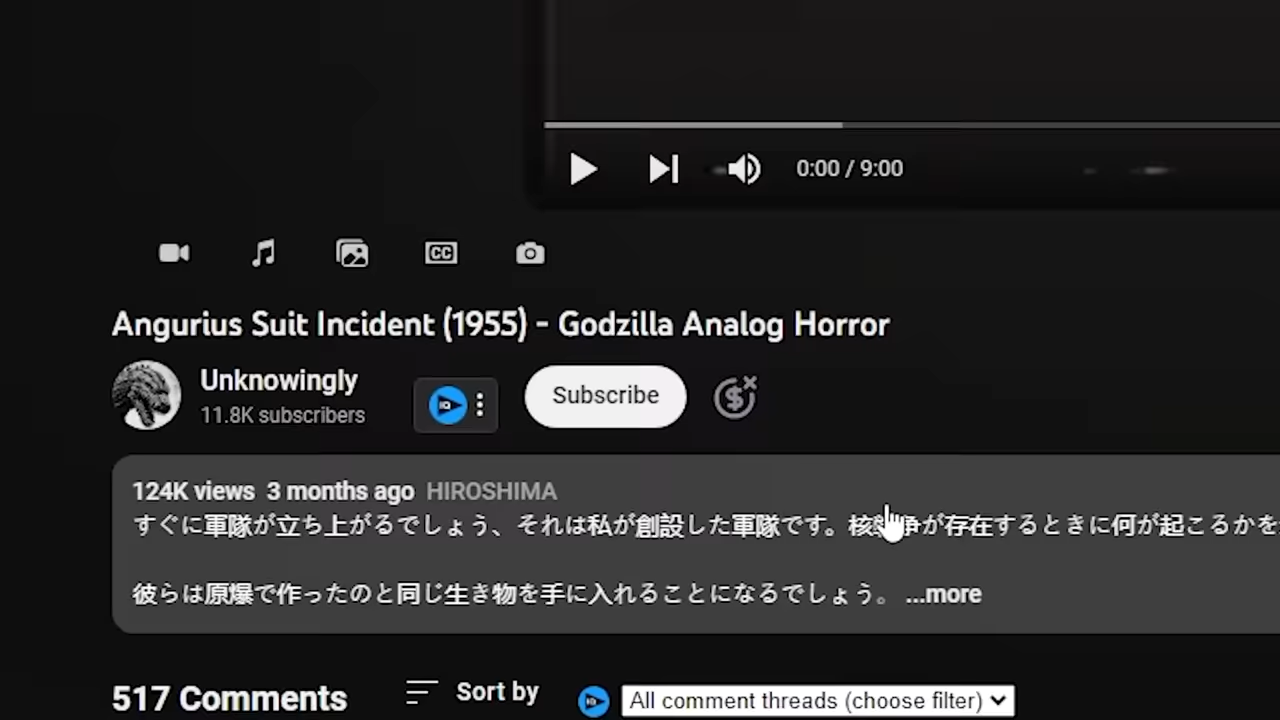 0:00 / 9:00
CC
Angurius Suit Incident (1955) - Godzilla Analog Horror
Unknowingly
11.8K subscribers
Subscribe
124K views 3 months ago HIROSHIMA
すぐに軍隊が立ち上がるでしょう、それは私が創設した軍隊です。核 争が存在するときに何が起こるかを
彼らは原爆で作ったのと同じ生き物を手に入れることになるでしょう。 ...more
517 Comments
Sort by
All comment threads (choose filter)